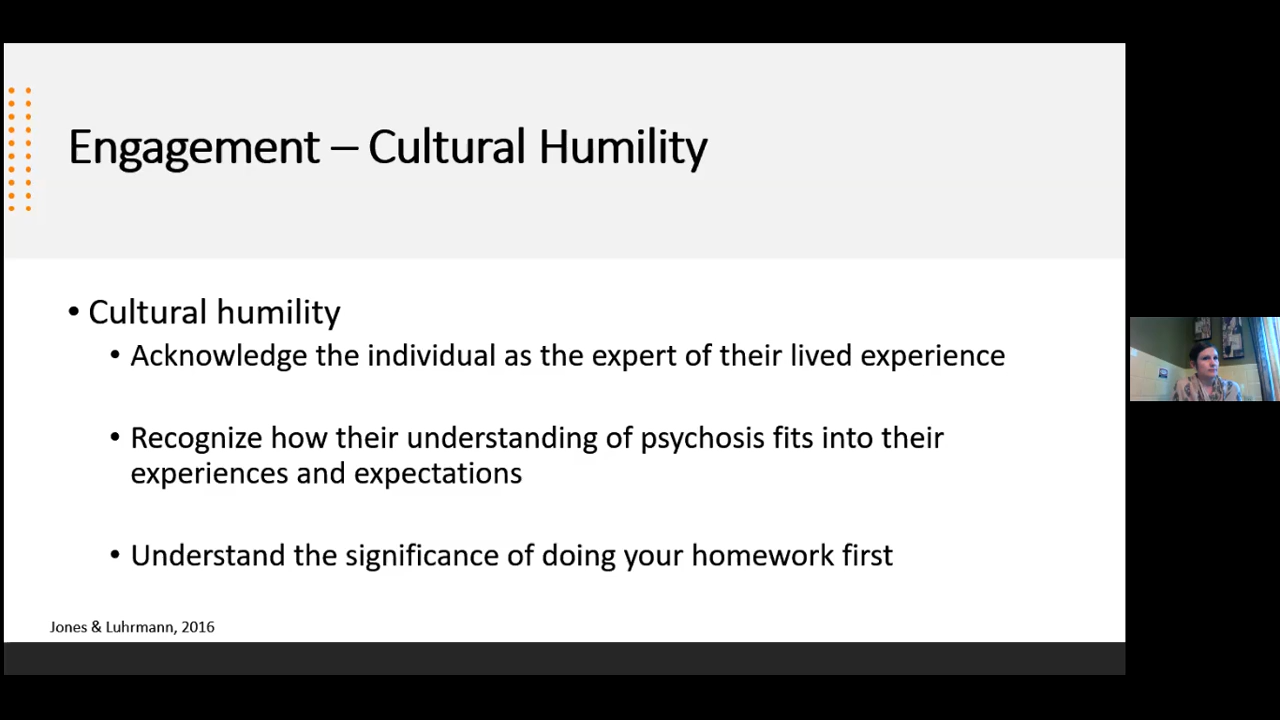 Engagement – Cultural Humility
• Cultural humility
• Acknowledge the individual as the expert of their lived experience
• Recognize how their understanding of psychosis fits into their
experiences and expectations
• Understand the significance of doing your homework first
Jones & Luhrmann, 2016